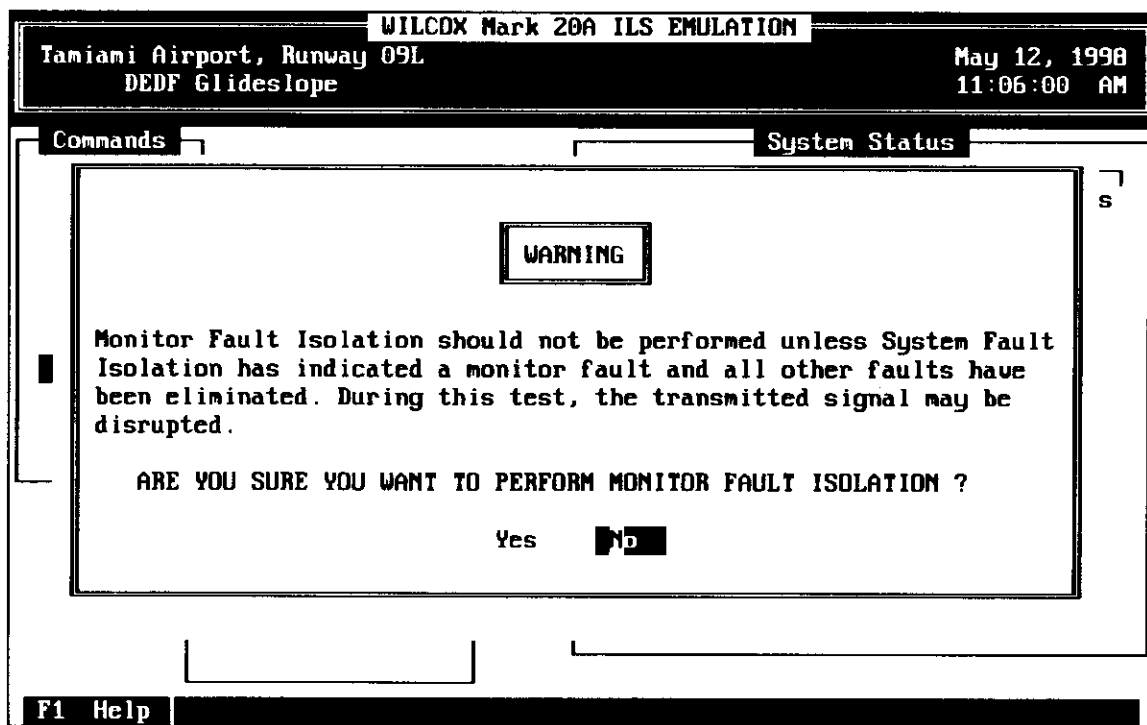 WILCOX Mark 20A ILS EMULATION
Tamiami Airport, Runway 09L
May 12, 1998
DEDF Glideslope
11:06:00 AM
Commands
System Status
s
WARNING
Monitor Fault Isolation should not be performed unless System Fault
Isolation has indicated a monitor fault and all other faults have
been eliminated. During this test, the transmitted signal may be
disrupted.
ARE YOU SURE YOU WANT TO PERFORM MONITOR FAULT ISOLATION ?
Yes No
F1 Help